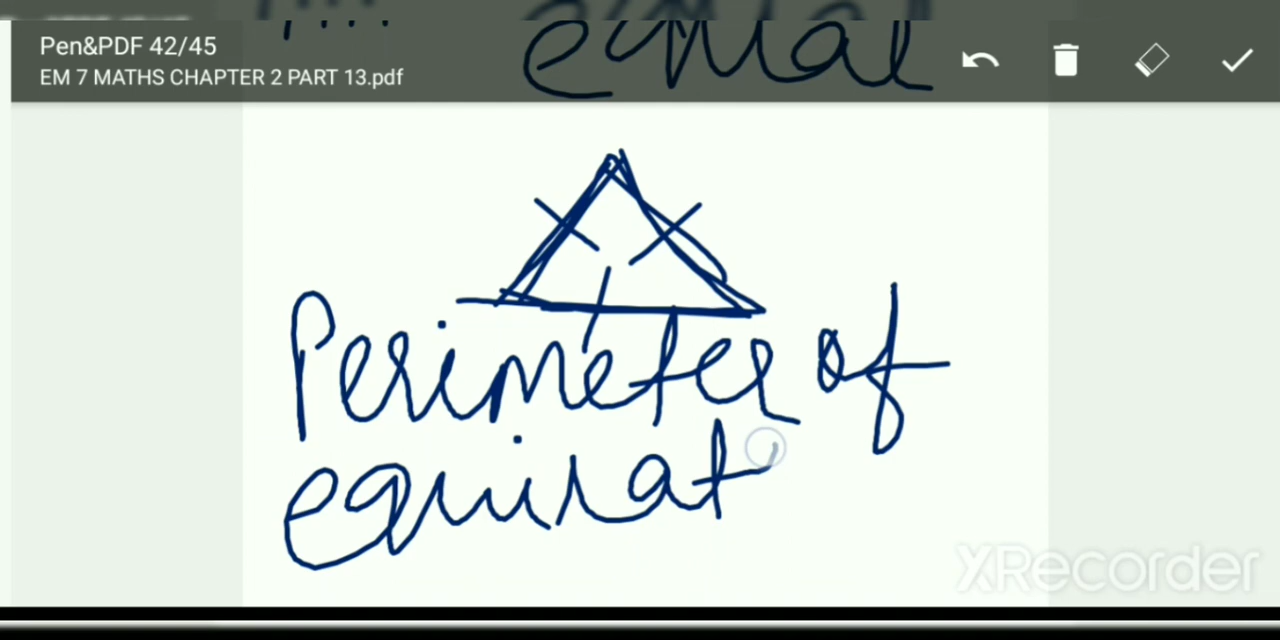 equal
Pen&PDF 42/45
EM 7 MATHS CHAPTER 2 PART 13.pdf
Perimeter of
equilat
XRecorder